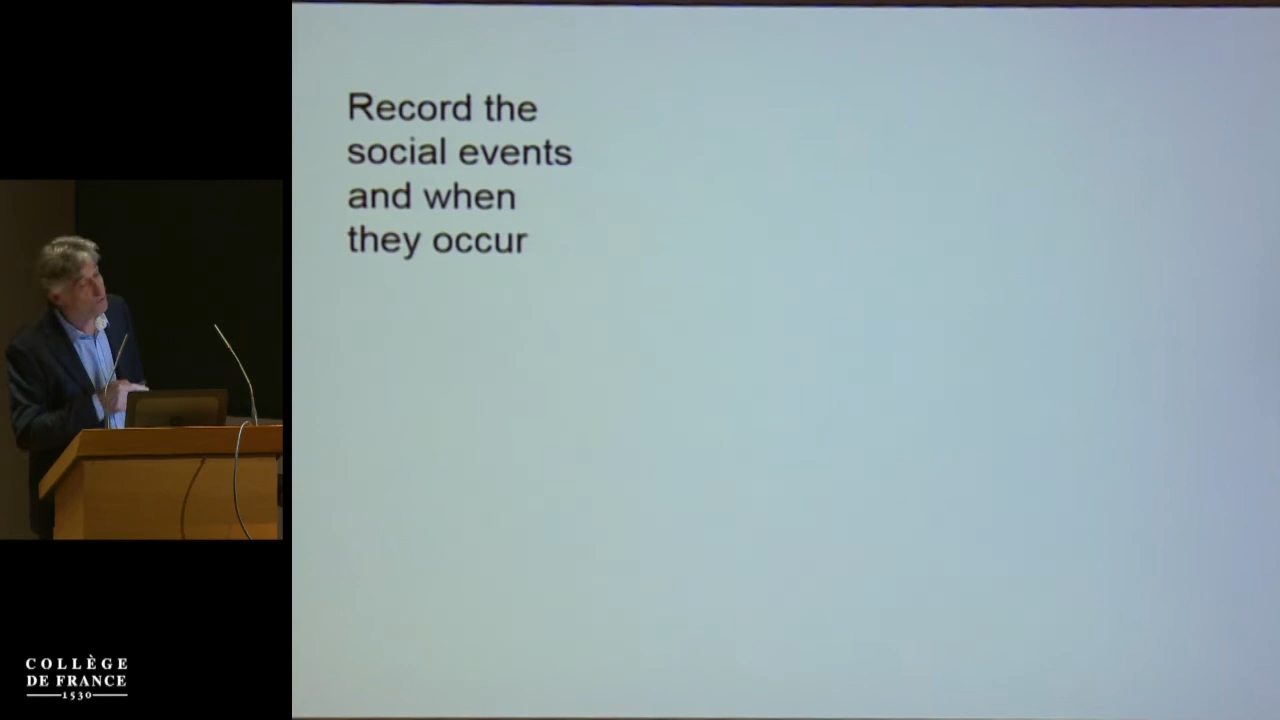 Record the
social events
and when
they occur
COLLÈGE
DE FRANCE
1530